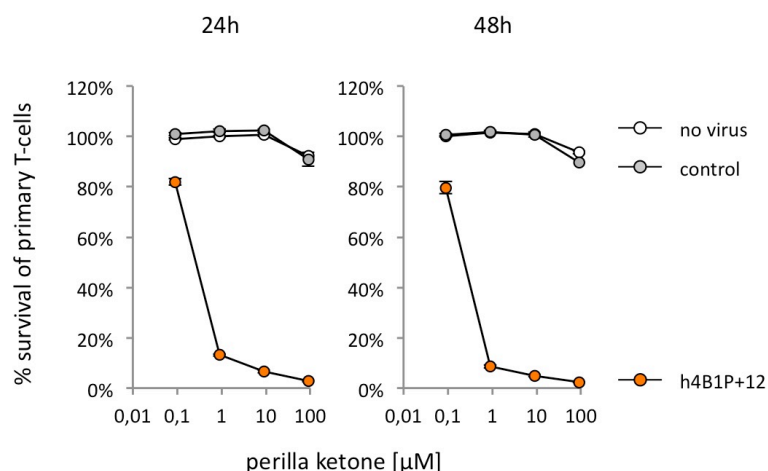 24h
48h
% survival of primary T-cells
120%
100%
80%
60%
40%
20%
0%
0,01 0,1 1 10 100
120%
100%
80%
60%
40%
20%
0%
0,01 0,1 1 10 100
no virus
control
h4B1P+12
perilla ketone [µM]